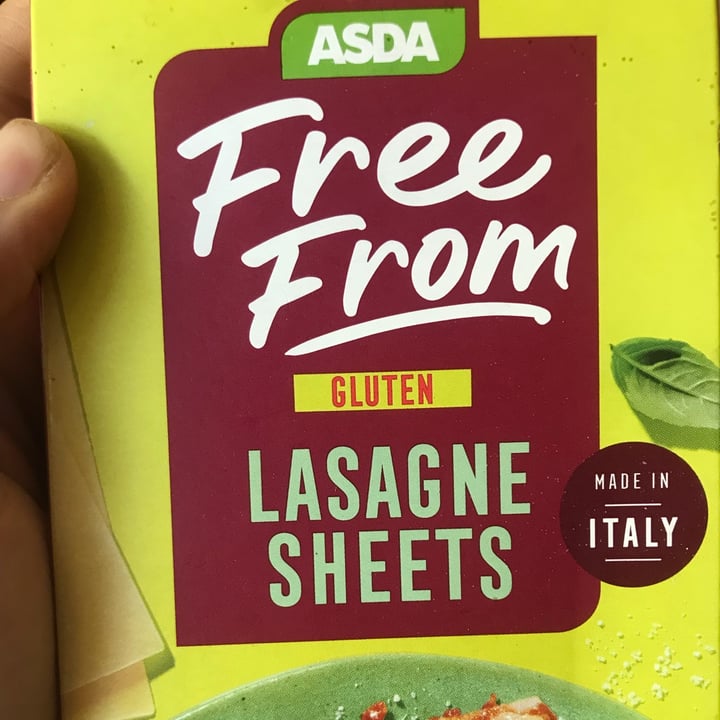 ASDA
Free
From
GLUTEN
LASAGNE
SHEETS
MADE IN
ITALY